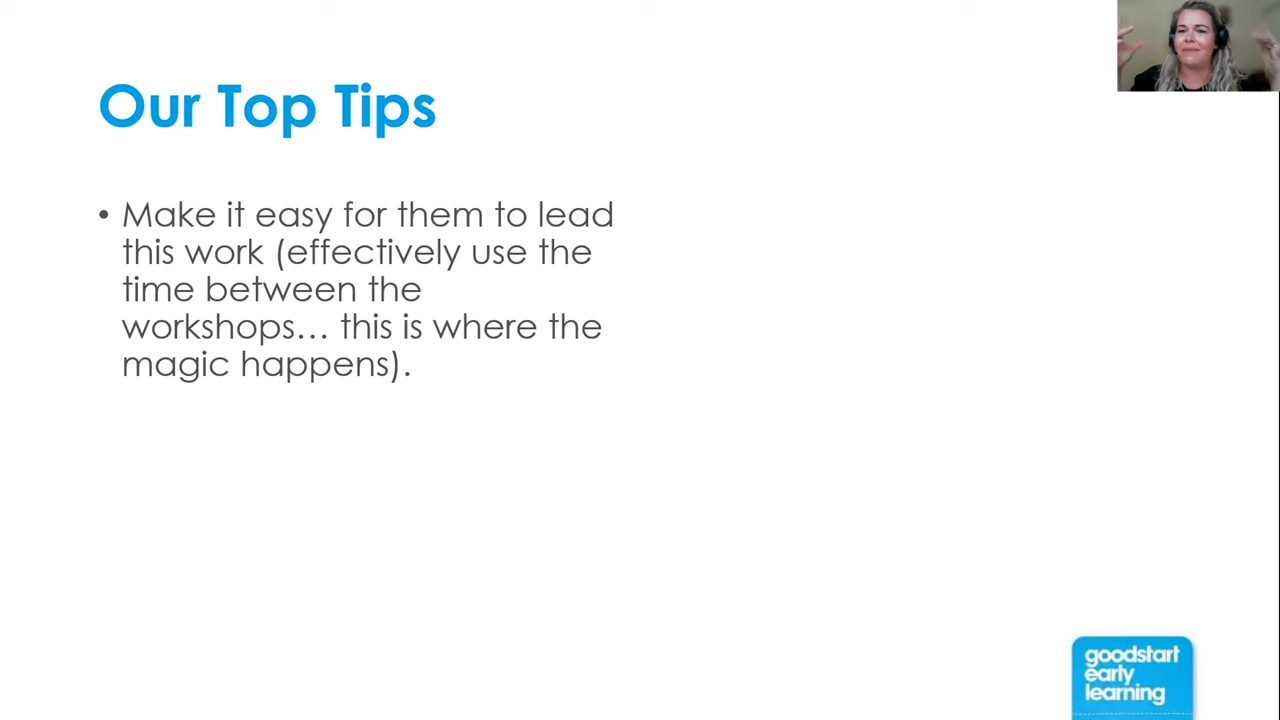 Our Top Tips
• Make it easy for them to lead
this work (effectively use the
time between the
workshops… this is where the
magic happens).
goodstart
early
learning